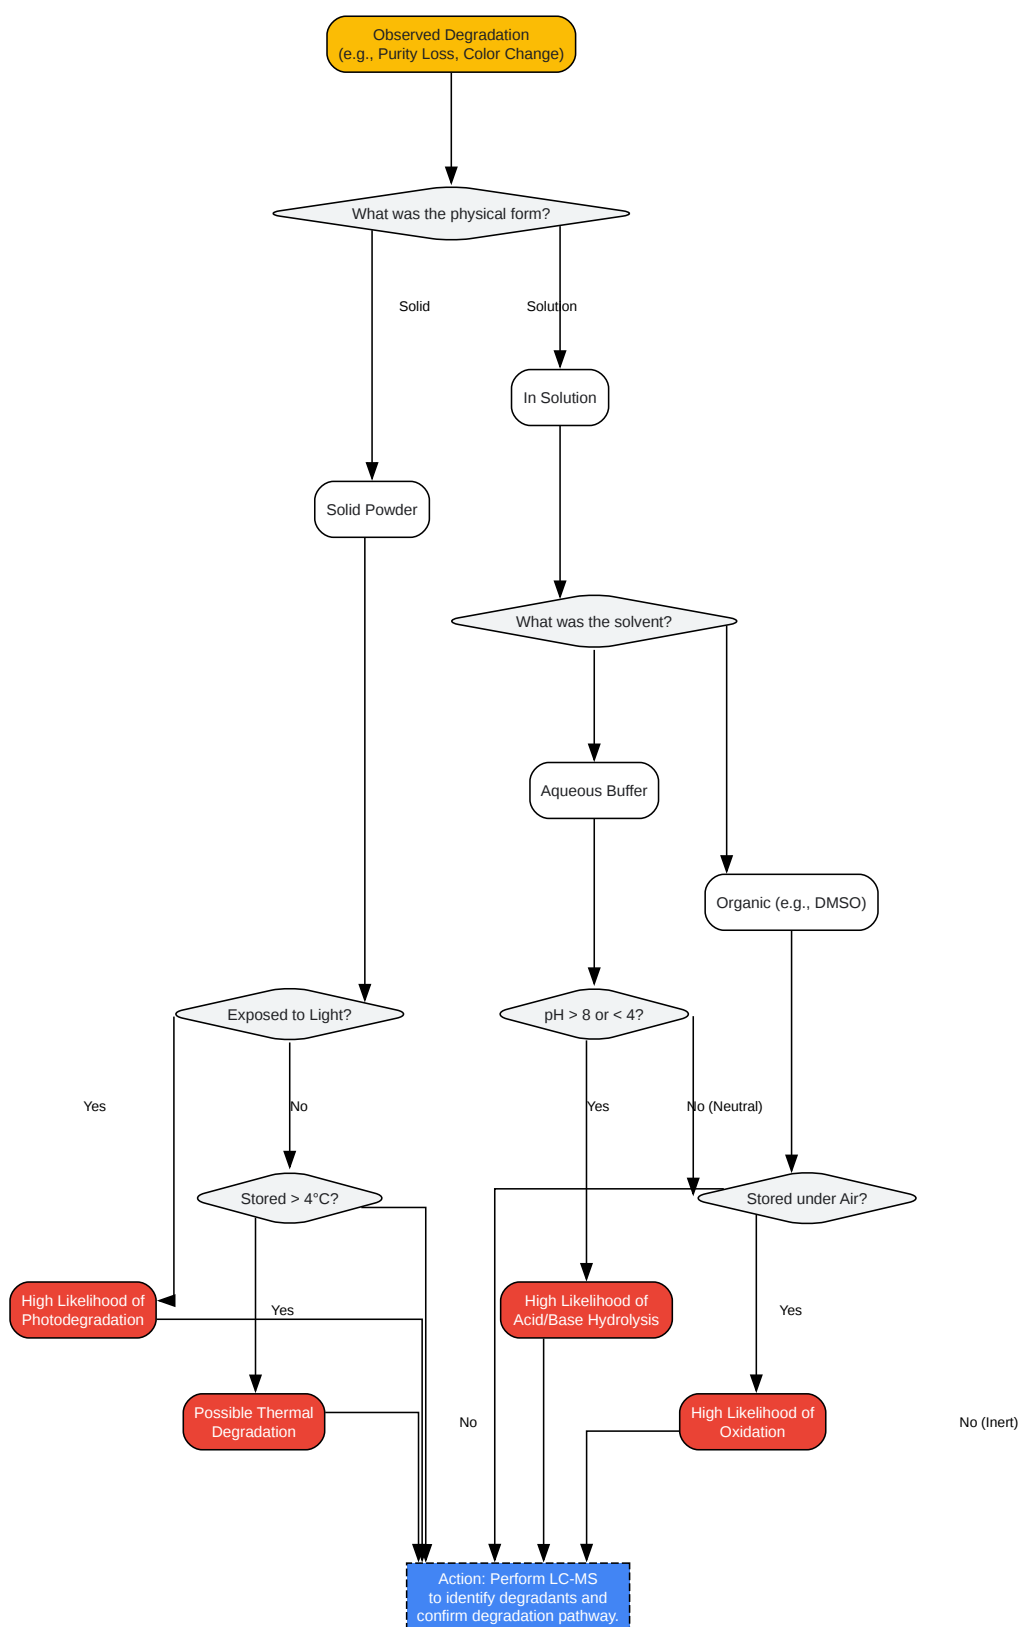 Observed Degradation
(e.g., Purity Loss, Color Change)
What was the physical form?
Solid
Solution
In Solution
Solid Powder
What was the solvent?
Aqueous Buffer
Organic (e.g., DMSO)
Exposed to Light?
pH > 8 or < 4?
Yes
No
Yes
No (Neutral)
Stored > 4°C?
Stored under Air?
High Likelihood of
Photodegradation
Yes
High Likelihood of
Acid/Base Hydrolysis
Yes
Possible Thermal
Degradation
No
High Likelihood of
Oxidation
No (Inert)
Action: Perform LC-MS
to identify degradants and
confirm degradation pathway.